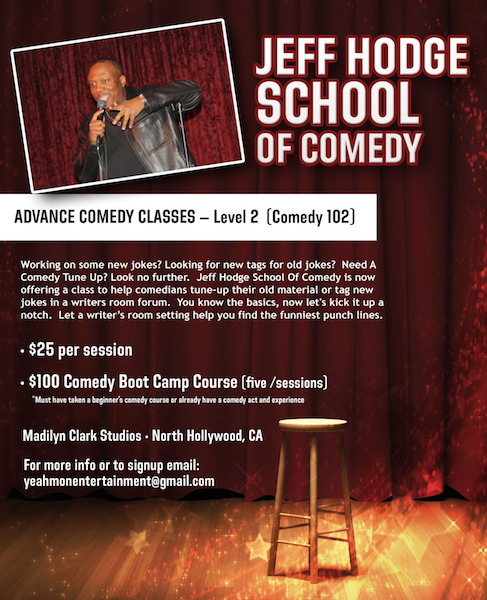 JEFF HODGE
SCHOOL
OF COMEDY
ADVANCE COMEDY CLASSES – Level 2 (Comedy 102)
Working on some new jokes? Looking for new tags for old jokes? Need A
Comedy Tune Up? Look no further. Jeff Hodge School Of Comedy is now
offering a class to help comedians tune-up their old material or tag new
jokes in a writers room forum. You know the basics, now let's kick it up a
notch. Let a writer's room setting help you find the funniest punch lines.
• $25 per session
• $100 Comedy Boot Camp Course (five /sessions)
*Must have taken a beginner's comedy course or already have a comedy act and experience
Madilyn Clark Studios • North Hollywood, CA
For more info or to signup email:
yeahmonentertainment@gmail.com